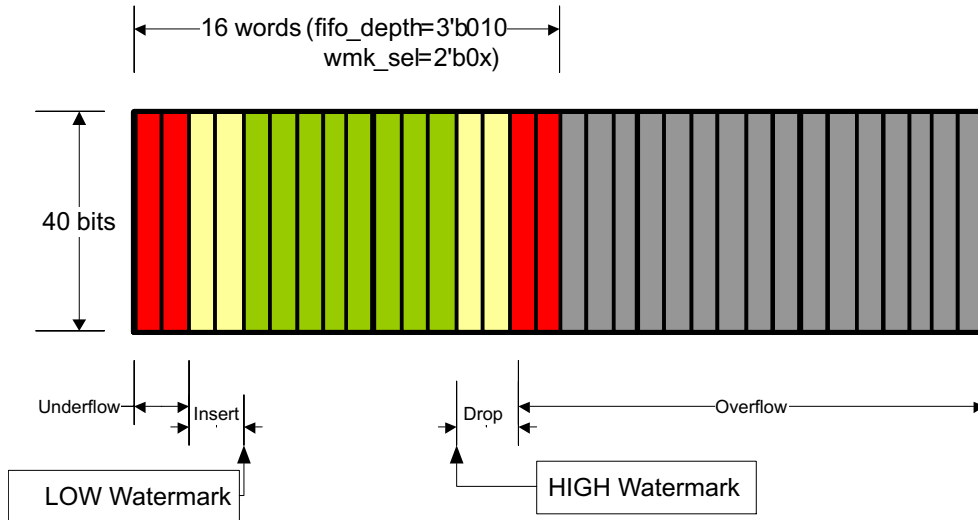 16 words (fifo_depth=3'b010
wmk_sel=2'b0x)
40 bits
Underflow
Insert
Drop
Overflow
LOW Watermark
HIGH Watermark